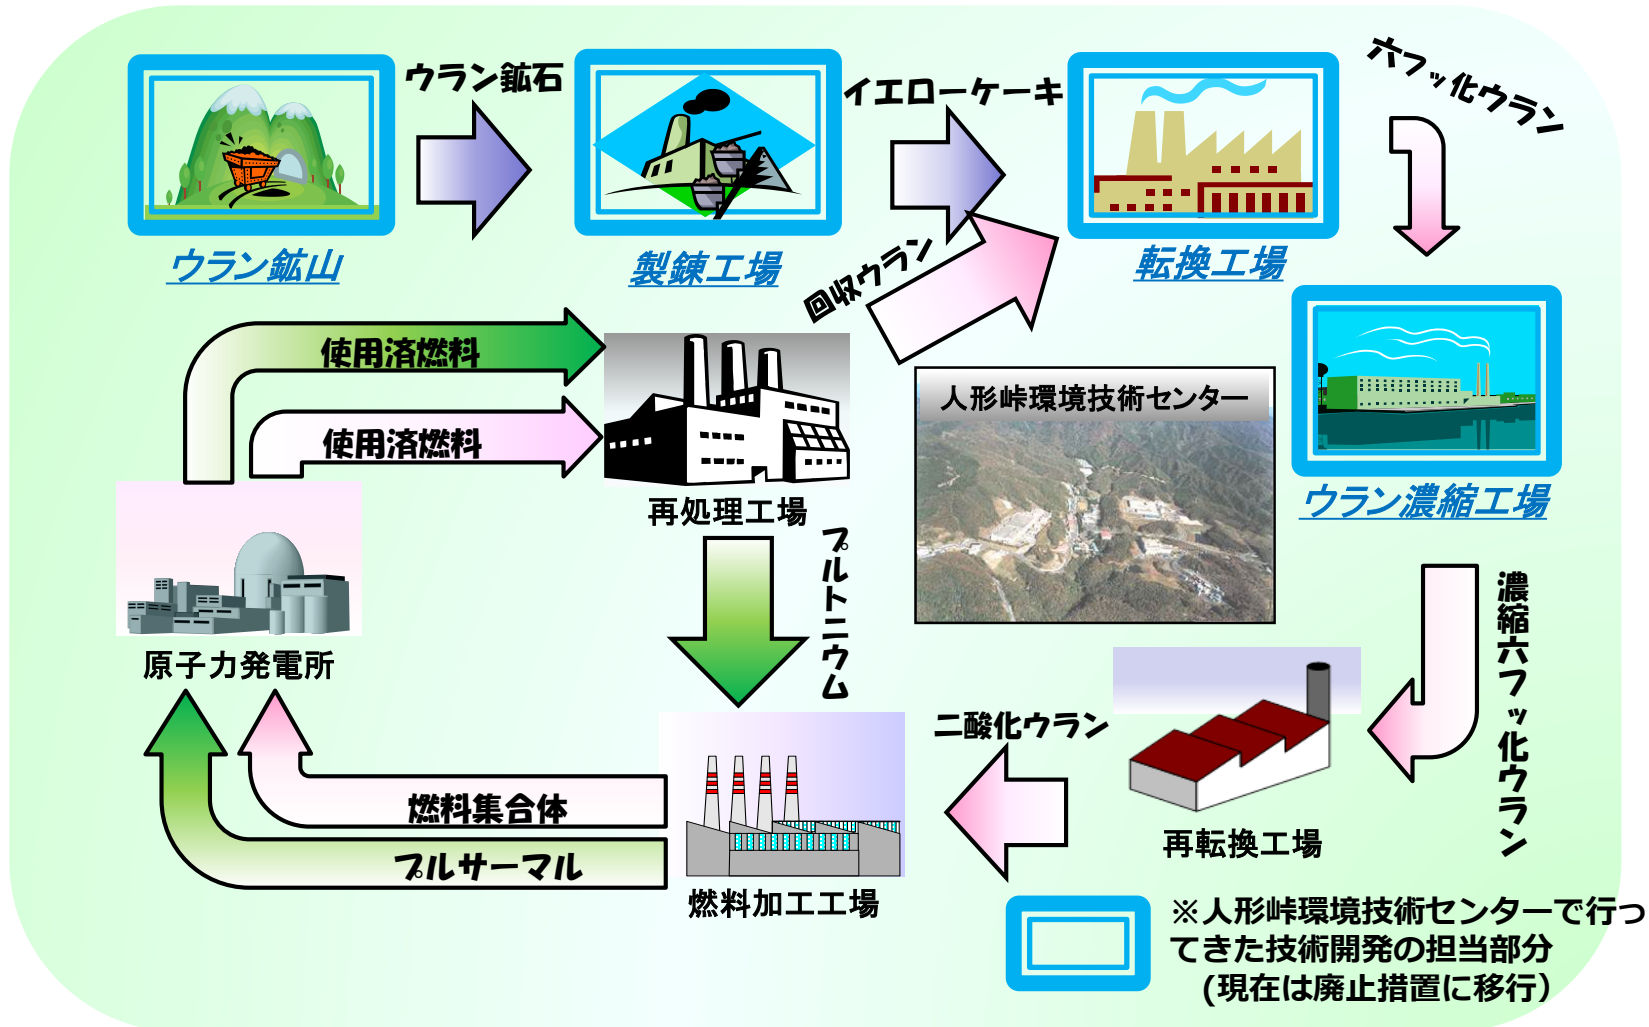 ウラン鉱石
イエローケーキ
六フッ化ウラン
ウラン鉱山
製錬工場
転換工場
回収ウラン
使用済燃料
使用済燃料
人形峠環境技術センター
ウラン濃縮工場
再処理工場
プルトニウム
濃縮六フッ化ウラン
原子力発電所
二酸化ウラン
燃料集合体
プルサーマル
再転換工場
燃料加工工場
※人形峠環境技術センターで行っ
てきた技術開発の担当部分
(現在は廃止措置に移行）